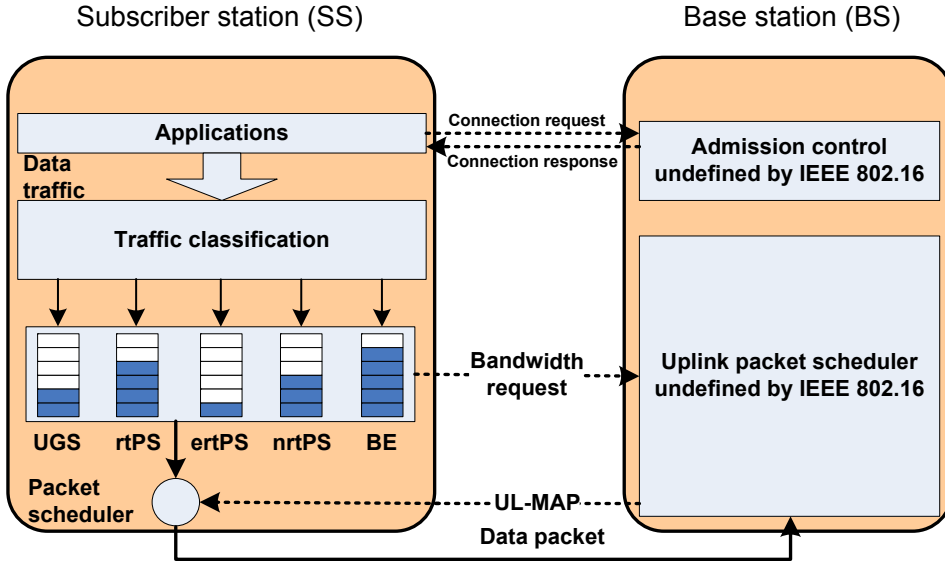 Subscriber station (SS)
Base station (BS)
Applications
Connection request
Connection response
Admission control
undefined by IEEE 802.16
Data
traffic
Traffic classification
Bandwidth
request
Uplink packet scheduler
undefined by IEEE 802.16
UGS
rtPS
ertPS
nrtPS
BE
Packet
scheduler
UL-MAP
Data packet